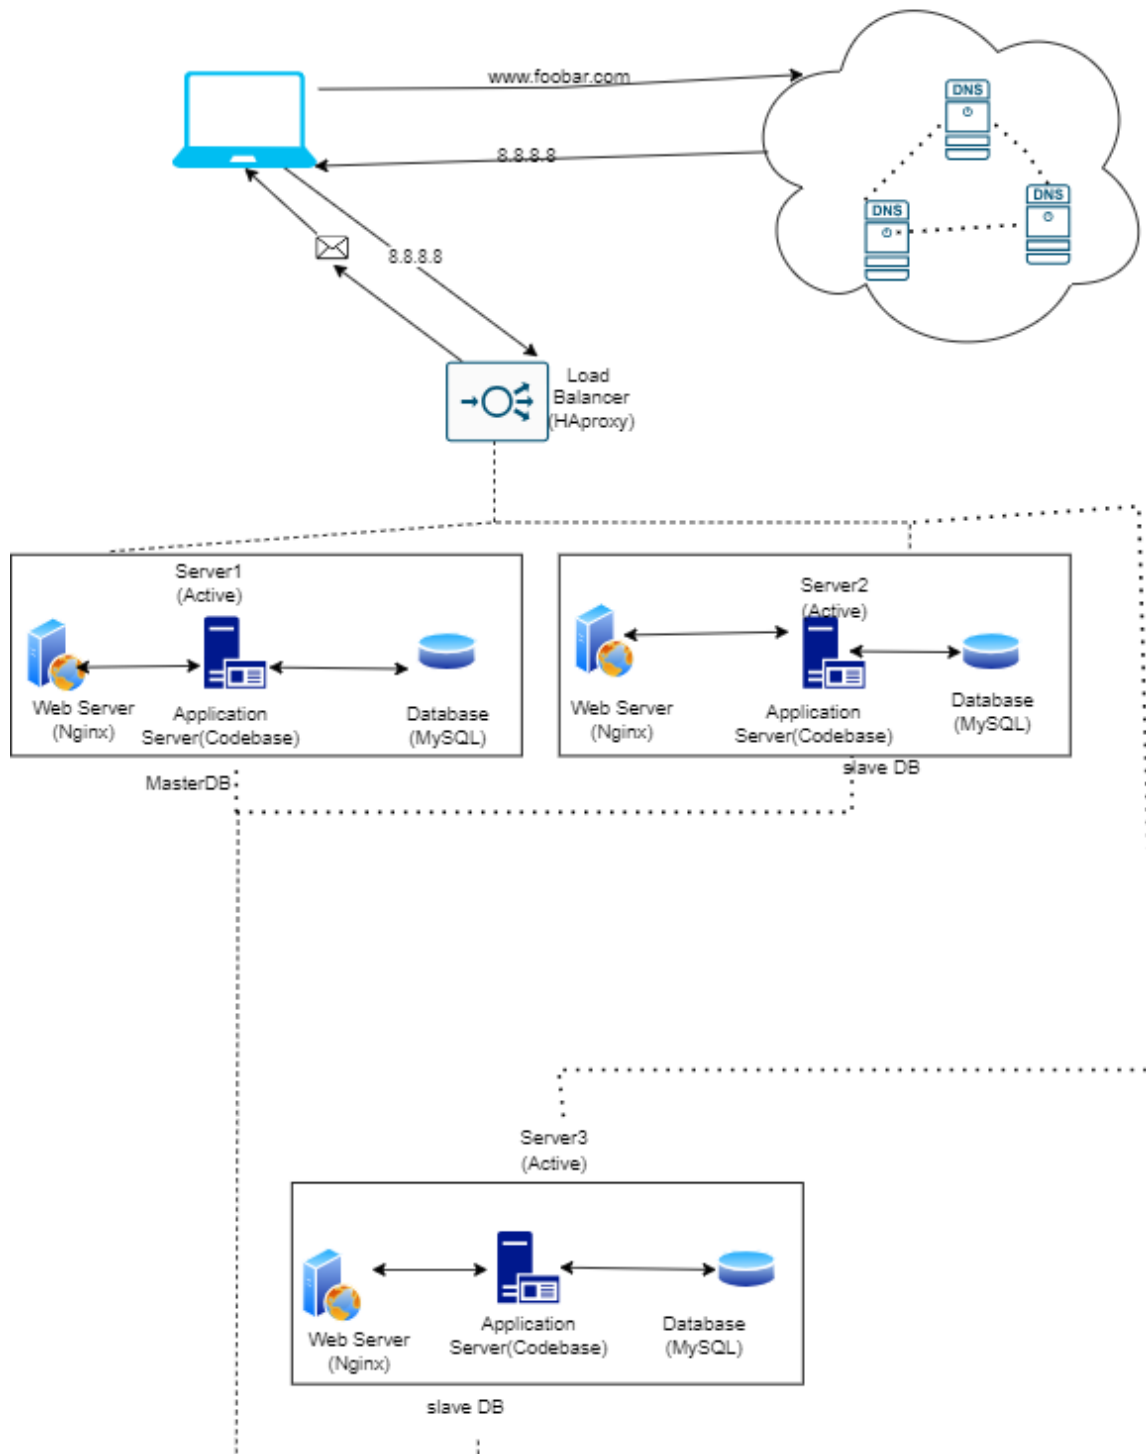 www.foobar.com
DNS
8.8.8.8
DNS
DNS
8.8.8.8
Load
Balancer
(HAproxy)
Server1
(Active)
Web Server
(Nginx)
Application
Server(Codebase)
Database
(MySQL)
Server2
(Active)
Web Server
(Nginx)
Application
Server(Codebase)
Database
(MySQL)
MasterDB
slave DB
Server3
(Active)
Web Server
(Nginx)
Application
Server(Codebase)
Database
(MySQL)
slave DB